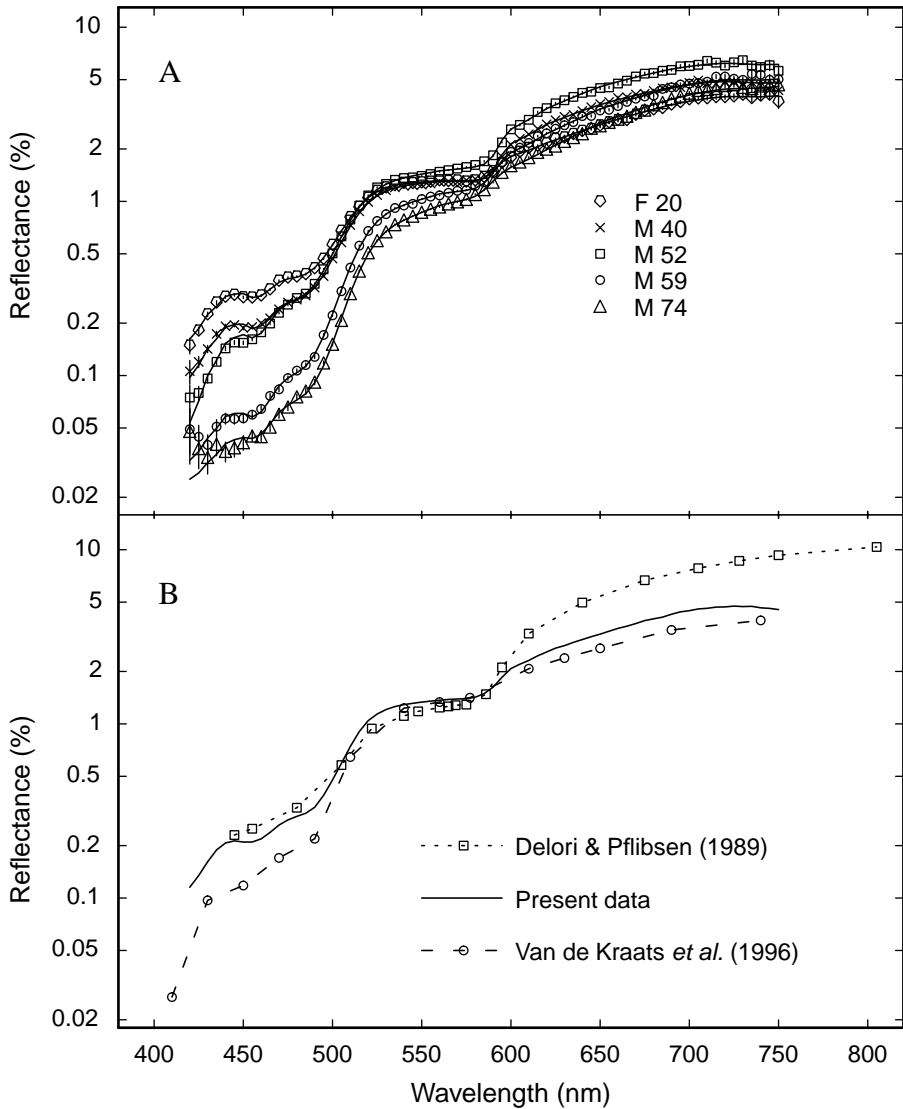 10
5
2
1
0.5
0.2
0.1
0.05
0.02
Reflectance (%)
A
F 20
M 40
M 52
M 59
M 74
10
5
2
1
0.5
0.2
0.1
0.05
0.02
Reflectance (%)
B
Delori & Pflibsen (1989)
Present data
Van de Kraats et al. (1996)
400 450 500 550 600 650 700 750 800
Wavelength (nm)